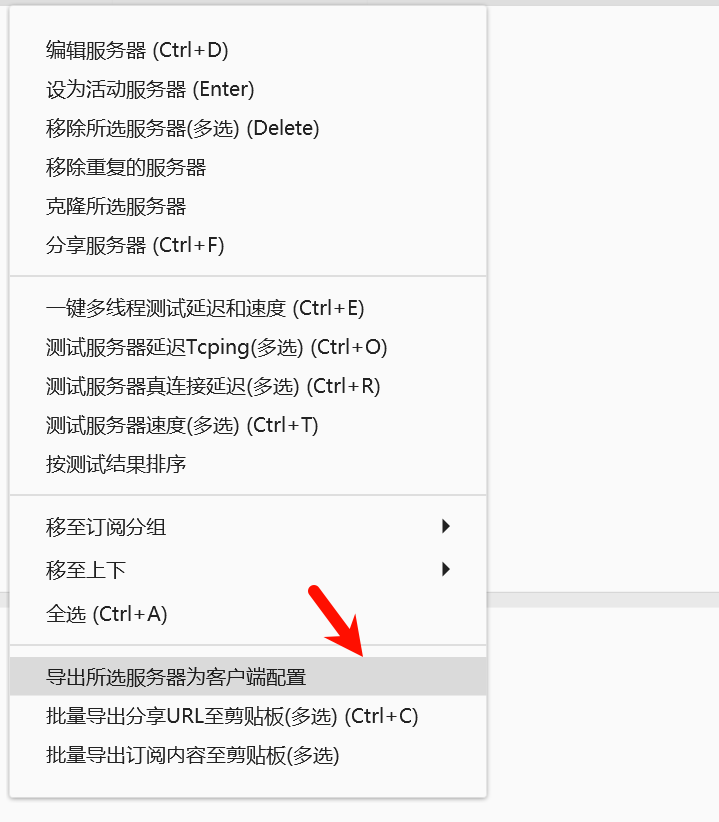 编辑服务器 (Ctrl+D)
设为活动服务器 (Enter)
移除所选服务器(多选) (Delete)
移除重复的服务器
克隆所选服务器
分享服务器 (Ctrl+F)
一键多线程测试延迟和速度 (Ctrl+E)
测试服务器延迟Tcping(多选) (Ctrl+O)
测试服务器真连接延迟(多选) (Ctrl+R)
测试服务器速度(多选) (Ctrl+T)
按测试结果排序
移至订阅分组
移至上下
全选 (Ctrl+A)
导出所选服务器为客户端配置
批量导出分享URL至剪贴板(多选) (Ctrl+C)
批量导出订阅内容至剪贴板(多选)